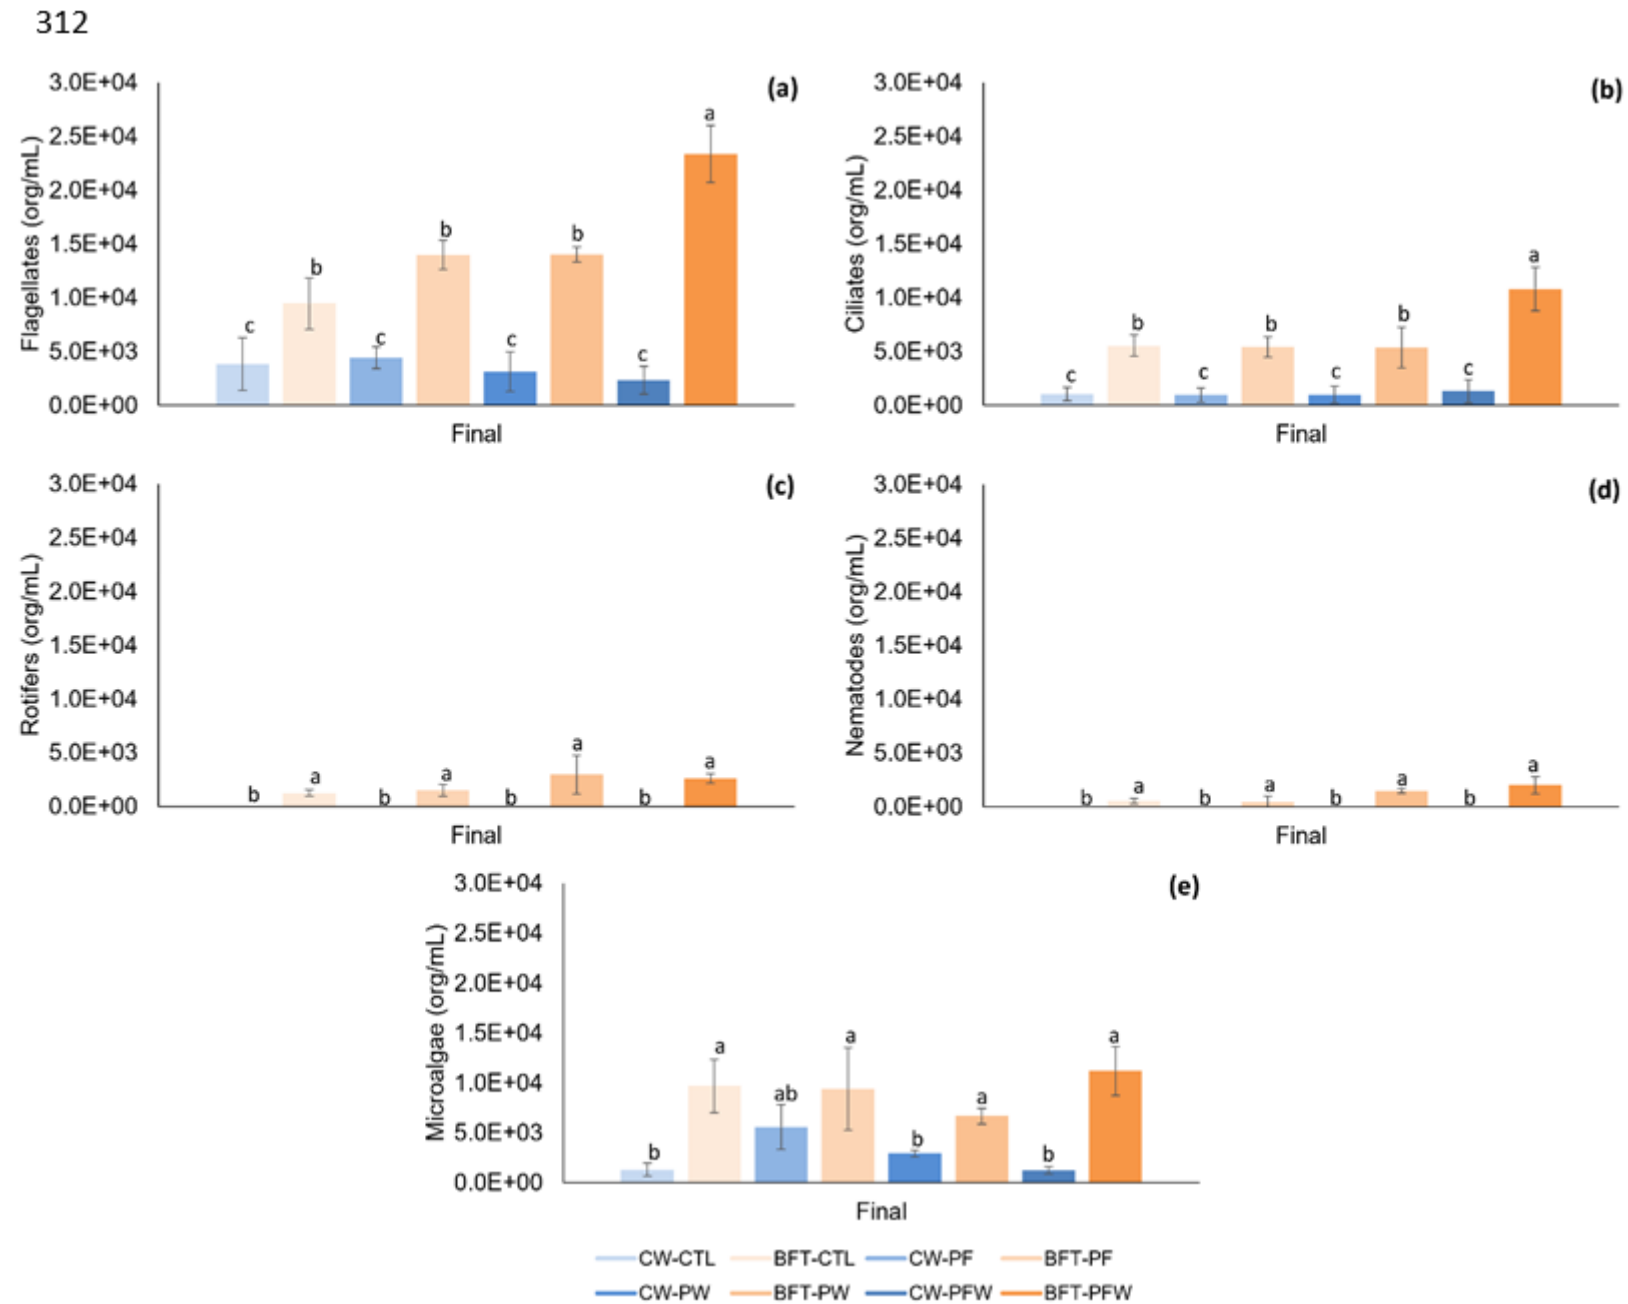 312
(a)
3.0E+04
2.5E+04
2.0E+04
1.5E+04
1.0E+04
5.0E+03
0.0E+00
Flagellates (org/mL)
c
b
c
b
c
b
c
a
Final
(b)
3.0E+04
2.5E+04
2.0E+04
1.5E+04
1.0E+04
5.0E+03
0.0E+00
Ciliates (org/mL)
c
b
c
b
c
b
c
a
Final
(c)
3.0E+04
2.5E+04
2.0E+04
1.5E+04
1.0E+04
5.0E+03
0.0E+00
Rotifers (org/mL)
b
a
b
a
b
a
b
a
Final
(d)
3.0E+04
2.5E+04
2.0E+04
1.5E+04
1.0E+04
5.0E+03
0.0E+00
Nematodes (org/mL)
b
a
b
a
b
a
b
a
Final
(e)
3.0E+04
2.5E+04
2.0E+04
1.5E+04
1.0E+04
5.0E+03
0.0E+00
Microalgae (org/mL)
b
a
ab
a
b
a
b
a
Final
CW-CTL BFT-CTL CW-PF BFT-PF
CW-PW BFT-PW CW-PFW BFT-PFW